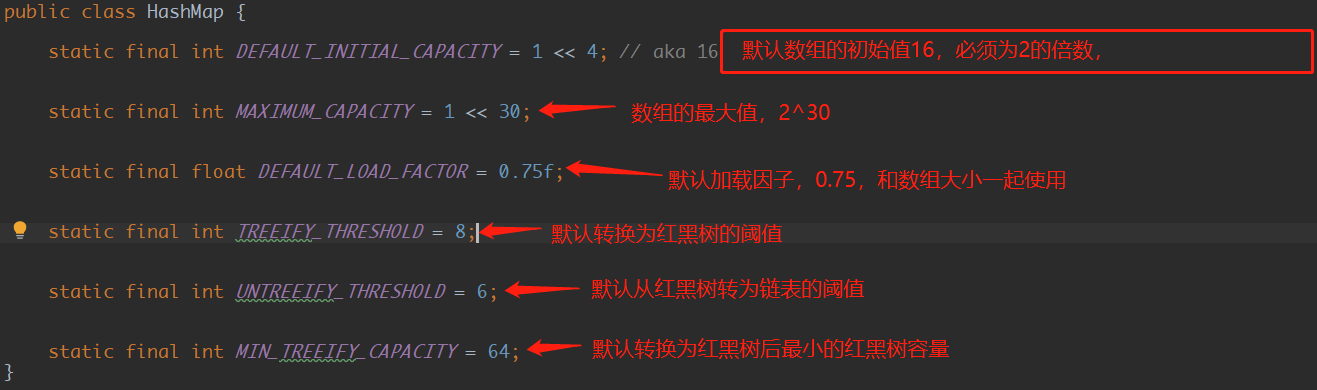 public class HashMap {
static final int DEFAULT_INITIAL_CAPACITY = 1 << 4; // aka 16 默认数组的初始值16，必须为2的倍数，
static final int MAXIMUM_CAPACITY = 1 << 30; 数组的最大值，2^30
static final float DEFAULT_LOAD_FACTOR = 0.75f; 默认加载因子，0.75，和数组大小一起使用
static final int TREEIFY_THRESHOLD = 8; 默认转换为红黑树的阈值
static final int UNTREEIFY_THRESHOLD = 6; 默认从红黑树转为链表的阈值
static final int MIN_TREEIFY_CAPACITY = 64; 默认转换为红黑树后最小的红黑树容量
}